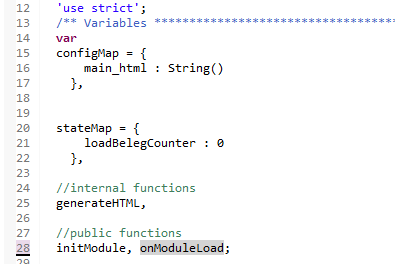 12 'use strict';
13 /** Variables ***********************************
14 var
15 configMap = {
16 main_html : String()
17 },
18
19
20 stateMap = {
21 loadBelegCounter : 0
22 },
23
24 //internal functions
25 generateHTML,
26
27 //public functions
28 initModule, onModuleLoad;
29